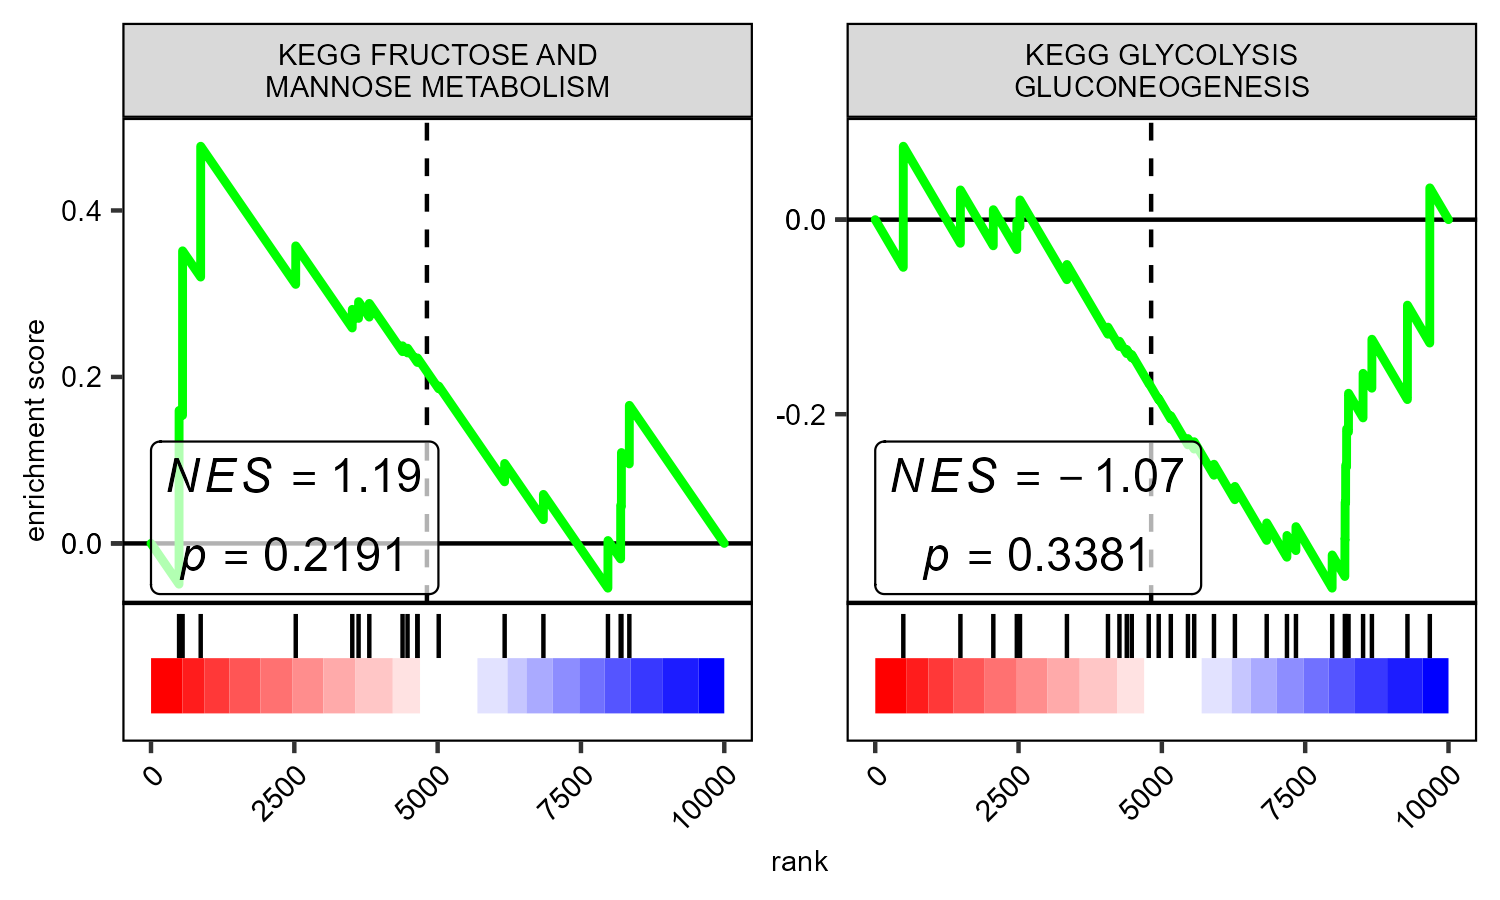 KEGG FRUCTOSE AND
MANNOSE METABOLISM
KEGG GLYCOLYSIS
GLUCONEOGENESIS
enrichment score
0.4
0.2
0.0
NES = 1.19
p = 0.2191
0.0
-0.2
NES = − 1.07
p = 0.3381
0
2500
5000
7500
10000
0
2500
5000
7500
10000
rank